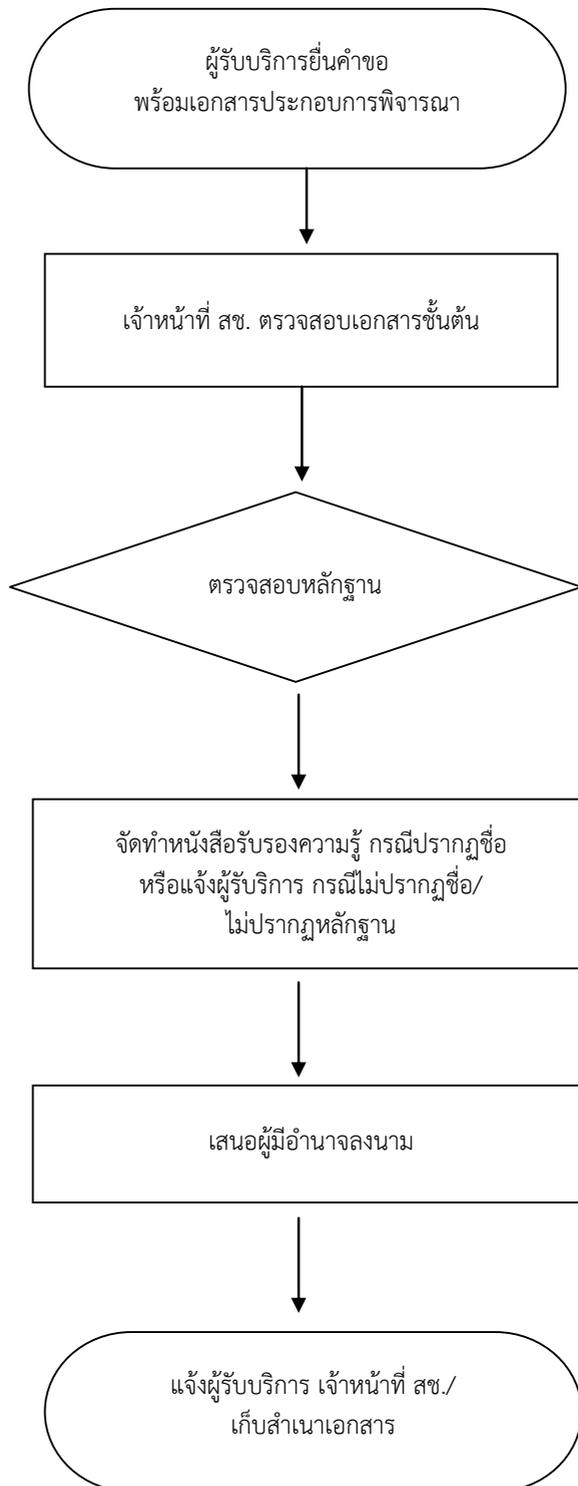 ผู้รับบริการยื่นคำขอ
พร้อมเอกสารประกอบการพิจารณา
เจ้าหน้าที่ สช. ตรวจสอบเอกสารชั้นต้น
ตรวจสอบหลักฐาน
จัดทำหนังสือรับรองความรู้ กรณีปรากฏชื่อ
หรือแจ้งผู้รับริการ กรณีไม่ปรากฏชื่อ/
ไม่ปรากฏหลักฐาน
เสนอผู้มีอำนาจลงนาม
แจ้งผู้รับบริการ เจ้าหน้าที่ สช./
เก็บสำเนาเอกสาร